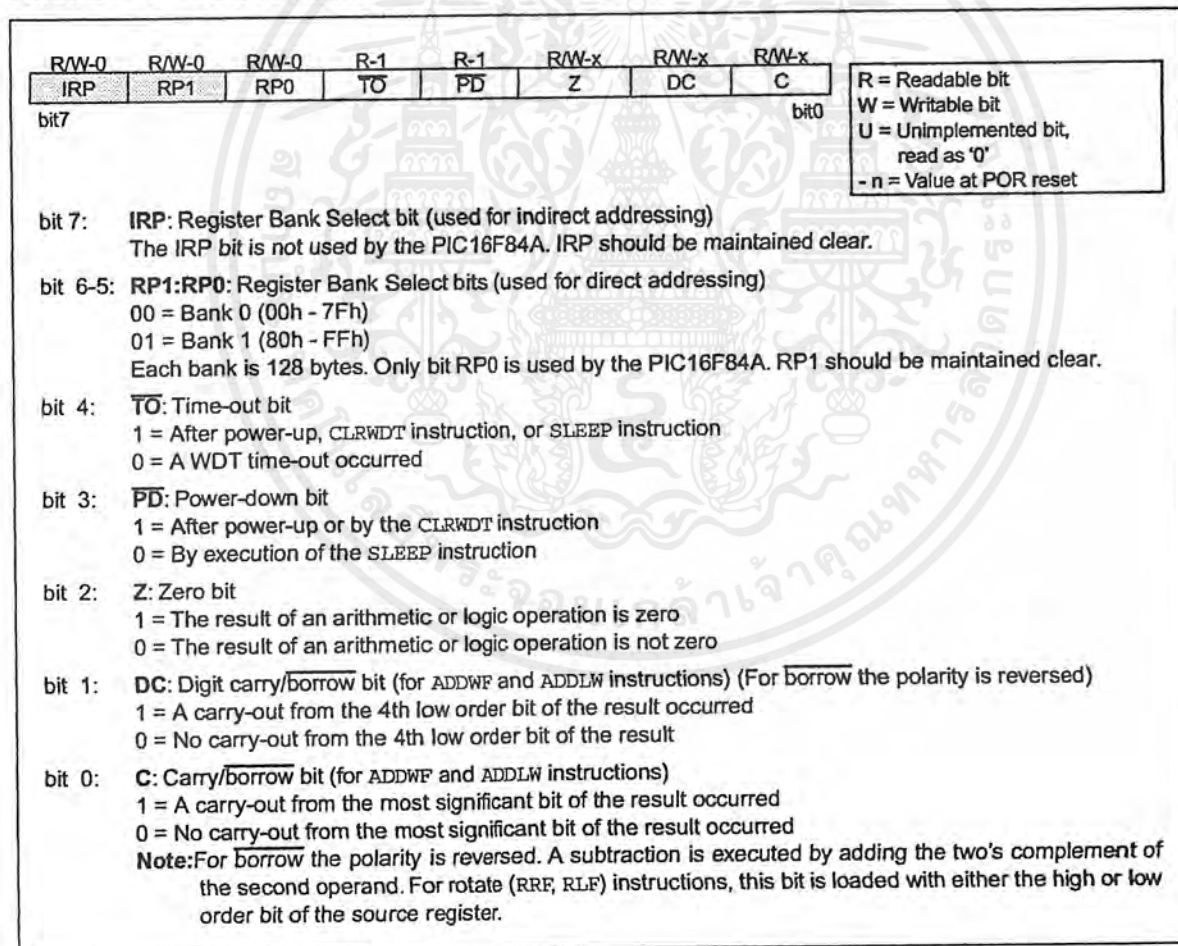 R/W-0 R/W-0 R/W-0 R-1 R-1 R/W-x R/W-x R/W-x
IRP RP1 RP0 T̅O̅ P̅D̅ Z DC C
bit7 bit0
R = Readable bit
W = Writable bit
U = Unimplemented bit,
read as ‘0’
- n = Value at POR reset
bit 7: IRP: Register Bank Select bit (used for indirect addressing)
The IRP bit is not used by the PIC16F84A. IRP should be maintained clear.
bit 6-5: RP1:RP0: Register Bank Select bits (used for direct addressing)
00 = Bank 0 (00h - 7Fh)
01 = Bank 1 (80h - FFh)
Each bank is 128 bytes. Only bit RP0 is used by the PIC16F84A. RP1 should be maintained clear.
bit 4: T̅O̅: Time-out bit
1 = After power-up, CLRWDT instruction, or SLEEP instruction
0 = A WDT time-out occurred
bit 3: P̅D̅: Power-down bit
1 = After power-up or by the CLRWDT instruction
0 = By execution of the SLEEP instruction
bit 2: Z: Zero bit
1 = The result of an arithmetic or logic operation is zero
0 = The result of an arithmetic or logic operation is not zero
bit 1: DC: Digit carry/b̅o̅r̅r̅o̅w̅ bit (for ADDWF and ADDLW instructions) (For b̅o̅r̅r̅o̅w̅ the polarity is reversed)
1 = A carry-out from the 4th low order bit of the result occurred
0 = No carry-out from the 4th low order bit of the result
bit 0: C: Carry/b̅o̅r̅r̅o̅w̅ bit (for ADDWF and ADDLW instructions)
1 = A carry-out from the most significant bit of the result occurred
0 = No carry-out from the most significant bit of the result occurred
Note:For b̅o̅r̅r̅o̅w̅ the polarity is reversed. A subtraction is executed by adding the two's complement of
the second operand. For rotate (RRF, RLF) instructions, this bit is loaded with either the high or low
order bit of the source register.